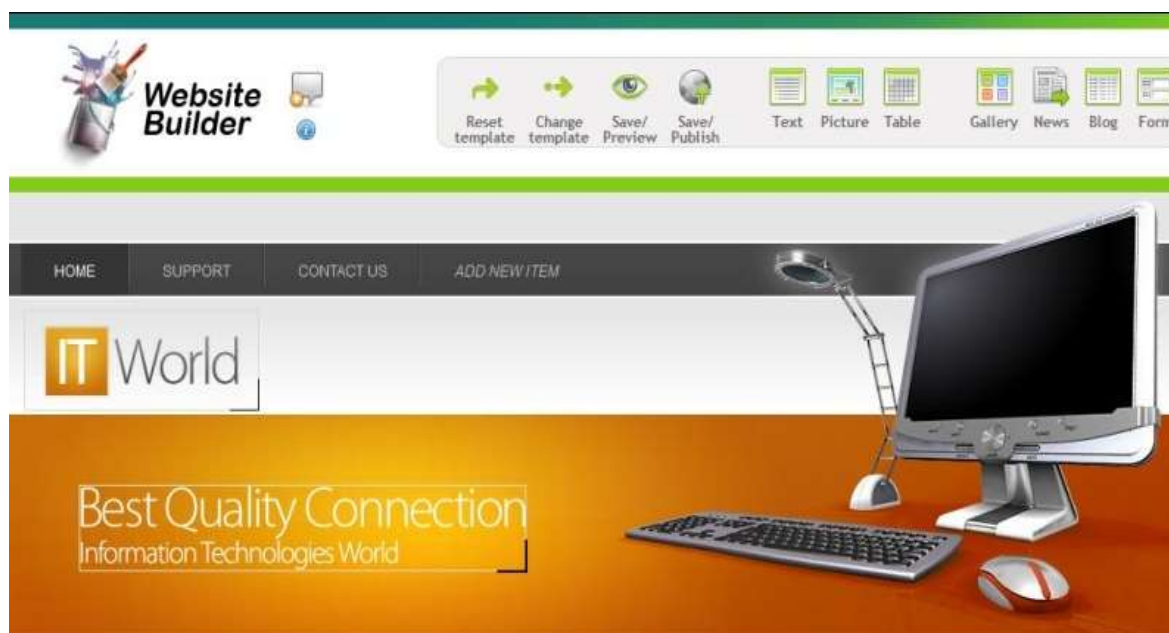 Website
Builder
Reset
template
Change
template
Save/
Preview
Save/
Publish
Text
Picture
Table
Gallery
News
Blog
Form
HOME
SUPPORT
CONTACT US
ADD NEW ITEM
IT World
Best Quality Connection
Information Technologies World